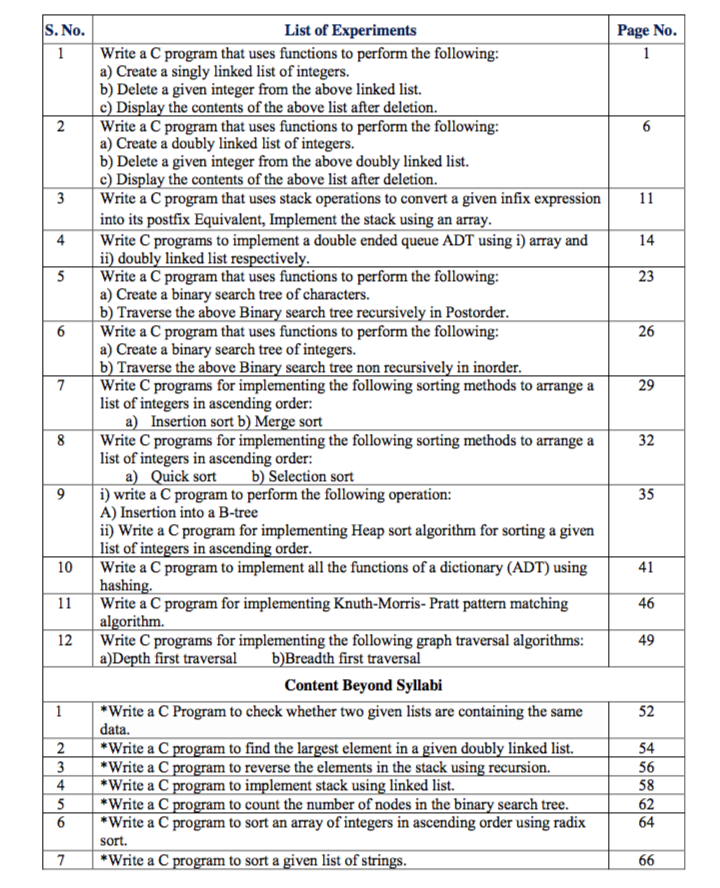 S. No. List of Experiments Page No.
1 Write a C program that uses functions to perform the following: 1
a) Create a singly linked list of integers.
b) Delete a given integer from the above linked list.
c) Display the contents of the above list after deletion.
2 Write a C program that uses functions to perform the following: 6
a) Create a doubly linked list of integers.
b) Delete a given integer from the above doubly linked list.
c) Display the contents of the above list after deletion.
3 Write a C program that uses stack operations to convert a given infix expression 11
into its postfix Equivalent, Implement the stack using an array.
4 Write C programs to implement a double ended queue ADT using i) array and 14
ii) doubly linked list respectively.
5 Write a C program that uses functions to perform the following: 23
a) Create a binary search tree of characters.
b) Traverse the above Binary search tree recursively in Postorder.
6 Write a C program that uses functions to perform the following: 26
a) Create a binary search tree of integers.
b) Traverse the above Binary search tree non recursively in inorder.
7 Write C programs for implementing the following sorting methods to arrange a 29
list of integers in ascending order:
a) Insertion sort b) Merge sort
8 Write C programs for implementing the following sorting methods to arrange a 32
list of integers in ascending order:
a) Quick sort b) Selection sort
9 i) write a C program to perform the following operation: 35
A) Insertion into a B-tree
ii) Write a C program for implementing Heap sort algorithm for sorting a given
list of integers in ascending order.
10 Write a C program to implement all the functions of a dictionary (ADT) using 41
hashing.
11 Write a C program for implementing Knuth-Morris- Pratt pattern matching 46
algorithm.
12 Write C programs for implementing the following graph traversal algorithms: 49
a)Depth first traversal b)Breadth first traversal
Content Beyond Syllabi
1 *Write a C Program to check whether two given lists are containing the same 52
data.
2 *Write a C program to find the largest element in a given doubly linked list. 54
3 *Write a C program to reverse the elements in the stack using recursion. 56
4 *Write a C program to implement stack using linked list. 58
5 *Write a C program to count the number of nodes in the binary search tree. 62
6 *Write a C program to sort an array of integers in ascending order using radix 64
sort.
7 *Write a C program to sort a given list of strings. 66